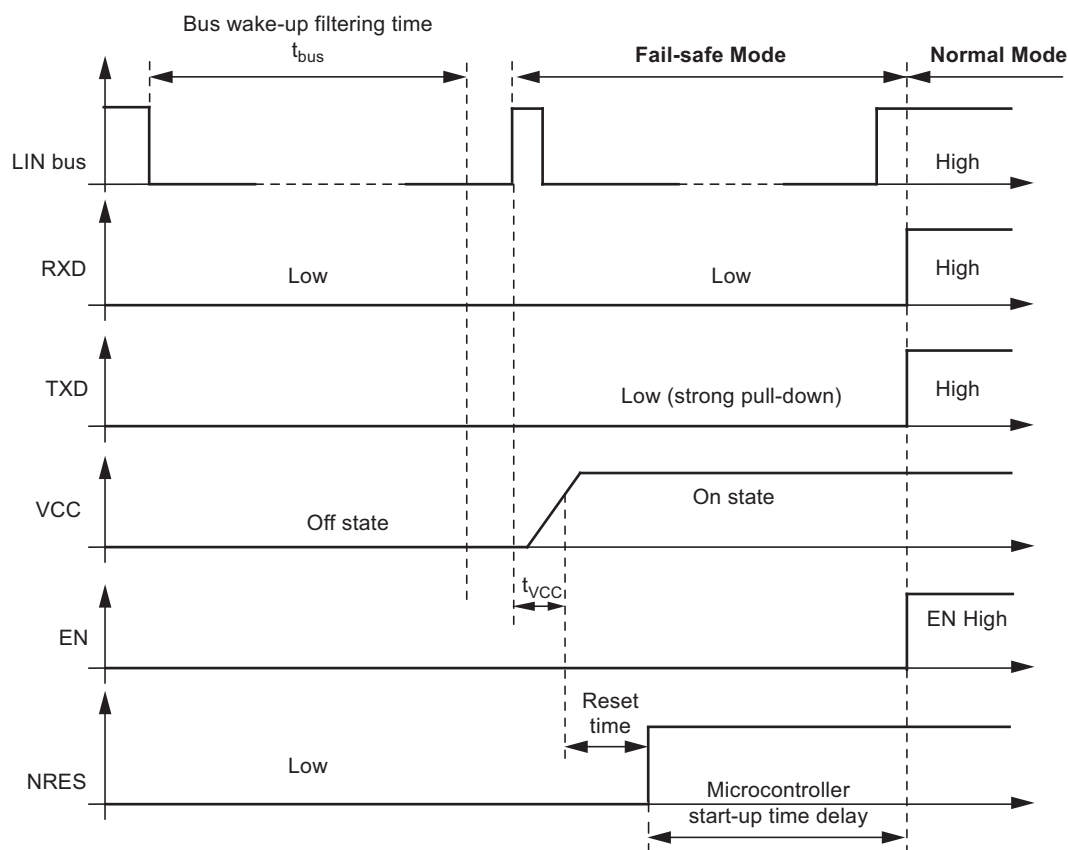 Bus wake-up filtering time
tbus
Fail-safe Mode
Normal Mode
LIN bus
High
RXD
Low
Low
High
TXD
Low (strong pull-down)
High
VCC
Off state
On state
tVCC
EN
EN High
Reset
time
NRES
Low
Microcontroller
start-up time delay